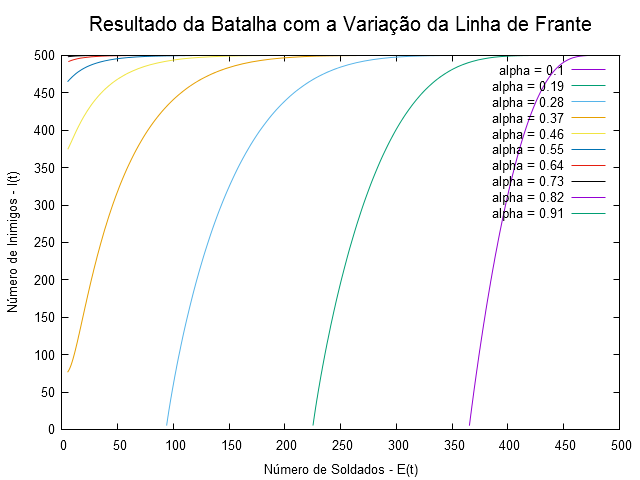 Resultado da Batalha com a Variação da Linha de Frante
500
450
400
350
300
250
200
150
100
50
0
Número de Inimigos - I(t)
alpha = 0.1
alpha = 0.19
alpha = 0.28
alpha = 0.37
alpha = 0.46
alpha = 0.55
alpha = 0.64
alpha = 0.73
alpha = 0.82
alpha = 0.91
0 50 100 150 200 250 300 350 400 450 500
Número de Soldados - E(t)